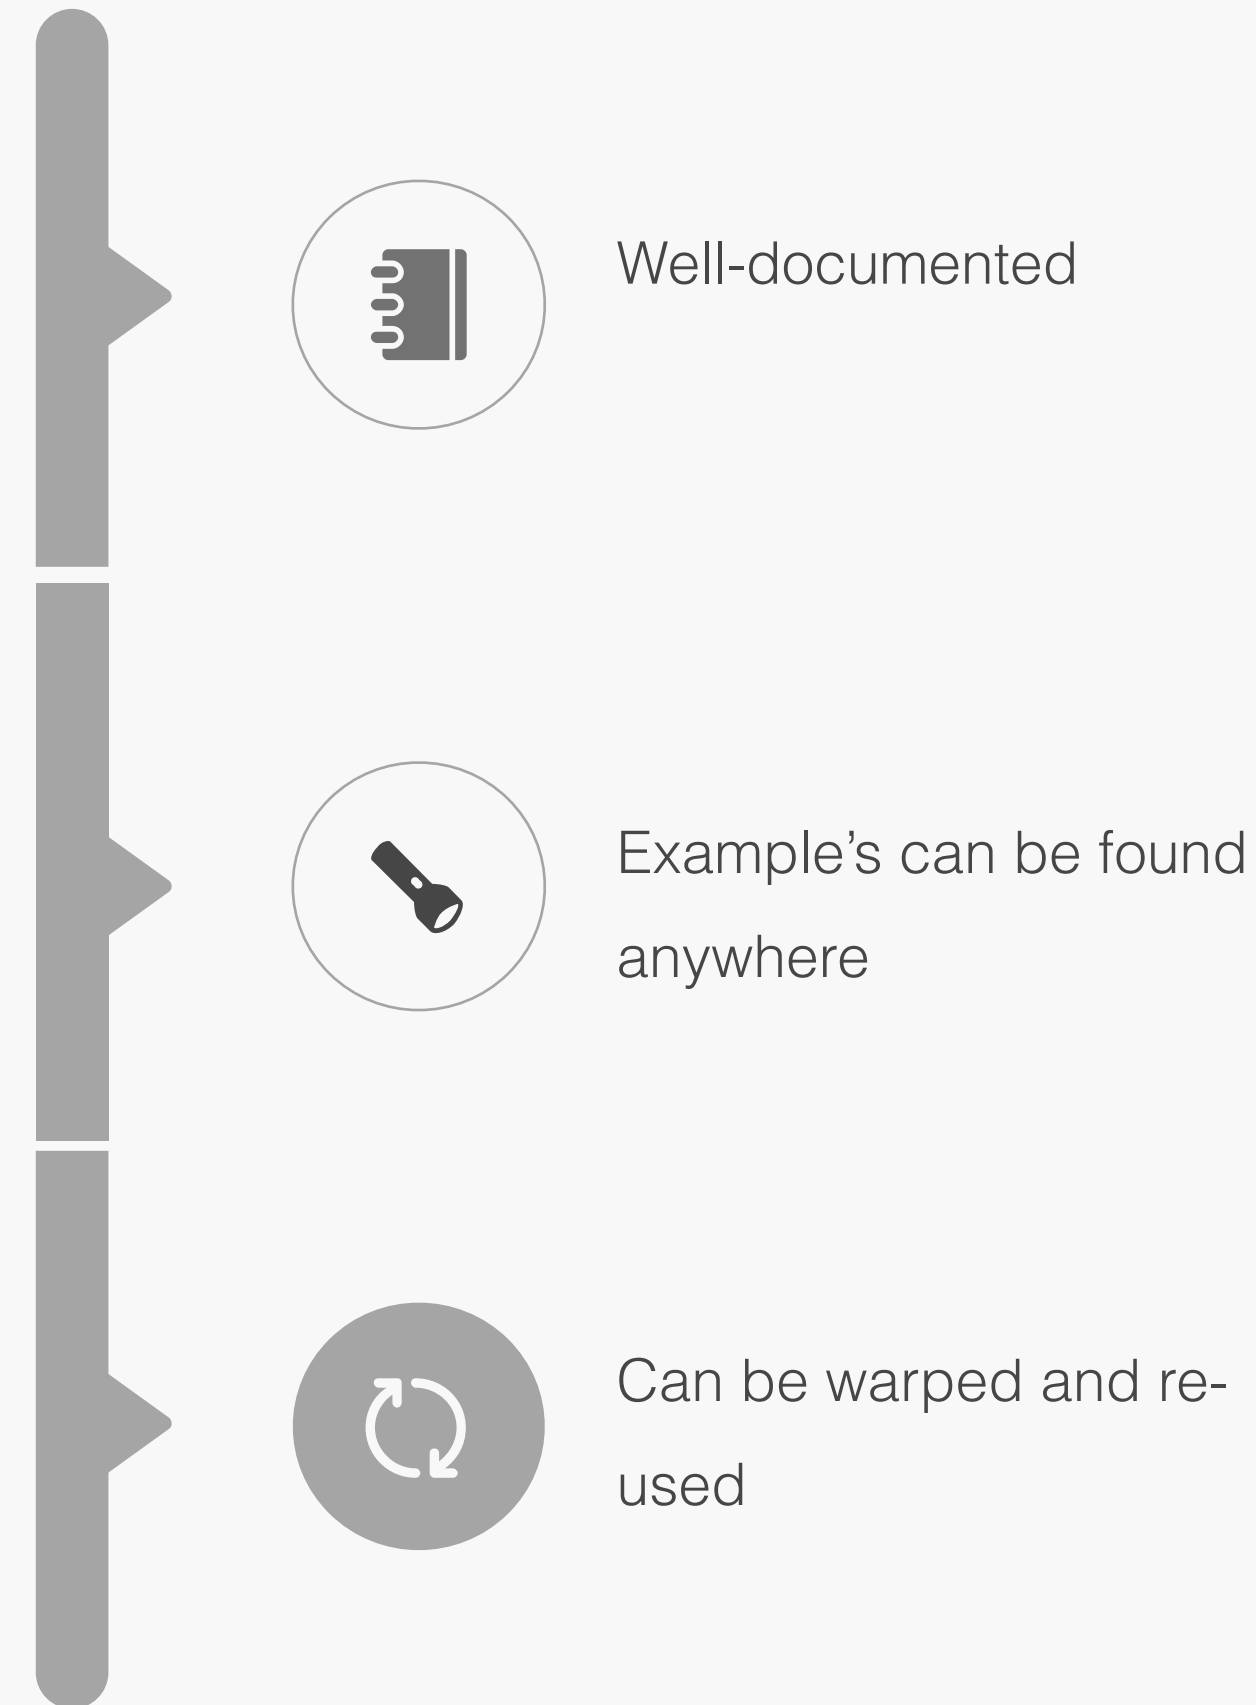 Well-documented
Example’s can be found
anywhere
Can be warped and re-
used